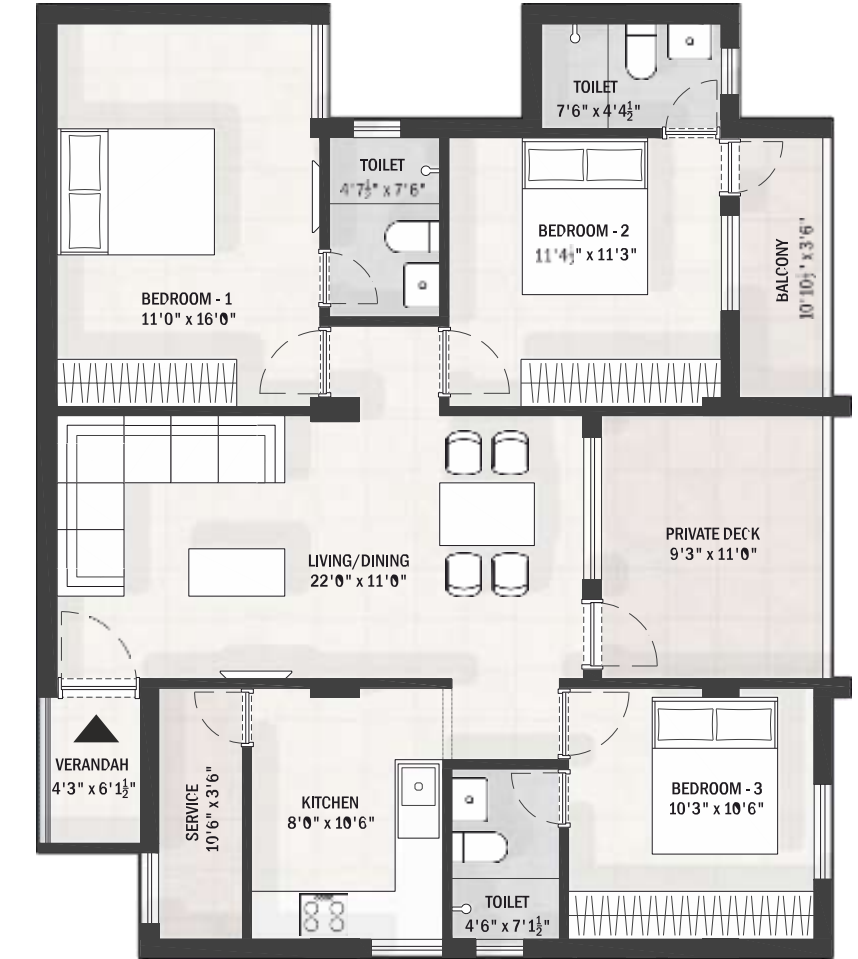 TOILET
7'6" x 4'4½"
TOILET
4'7½" x 7'6"
BEDROOM - 2
11'4½" x 11'3"
BALCONY
10'10½" x 3'6"
BEDROOM - 1
11'0" x 16'0"
LIVING/DINING
22'0" x 11'0"
PRIVATE DECK
9'3" x 11'0"
VERANDAH
4'3" x 6'1½"
SERVICE
10'6" x 3'6"
KITCHEN
8'0" x 10'6"
BEDROOM - 3
10'3" x 10'6"
TOILET
4'6" x 7'1½"